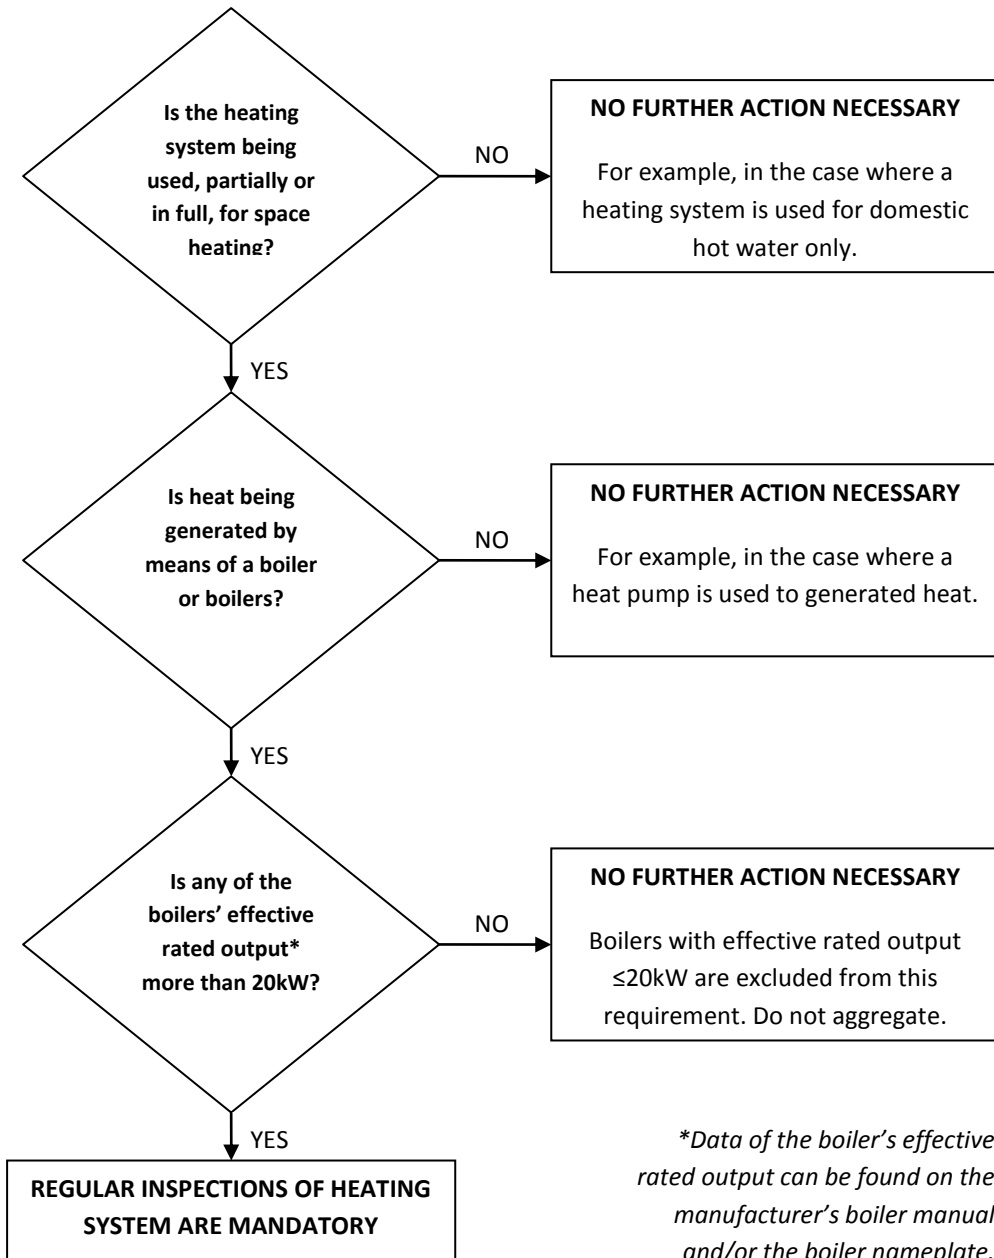 Is the heating
system being
used, partially or
in full, for space
heating?
NO
NO FURTHER ACTION NECESSARY
For example, in the case where a
heating system is used for domestic
hot water only.
YES
Is heat being
generated by
means of a boiler
or boilers?
NO
NO FURTHER ACTION NECESSARY
For example, in the case where a
heat pump is used to generated heat.
YES
Is any of the
boilers’ effective
rated output*
more than 20kW?
NO
NO FURTHER ACTION NECESSARY
Boilers with effective rated output
≤20kW are excluded from this
requirement. Do not aggregate.
YES
REGULAR INSPECTIONS OF HEATING
SYSTEM ARE MANDATORY
*Data of the boiler’s effective
rated output can be found on the
manufacturer’s boiler manual
and/or the boiler nameplate.